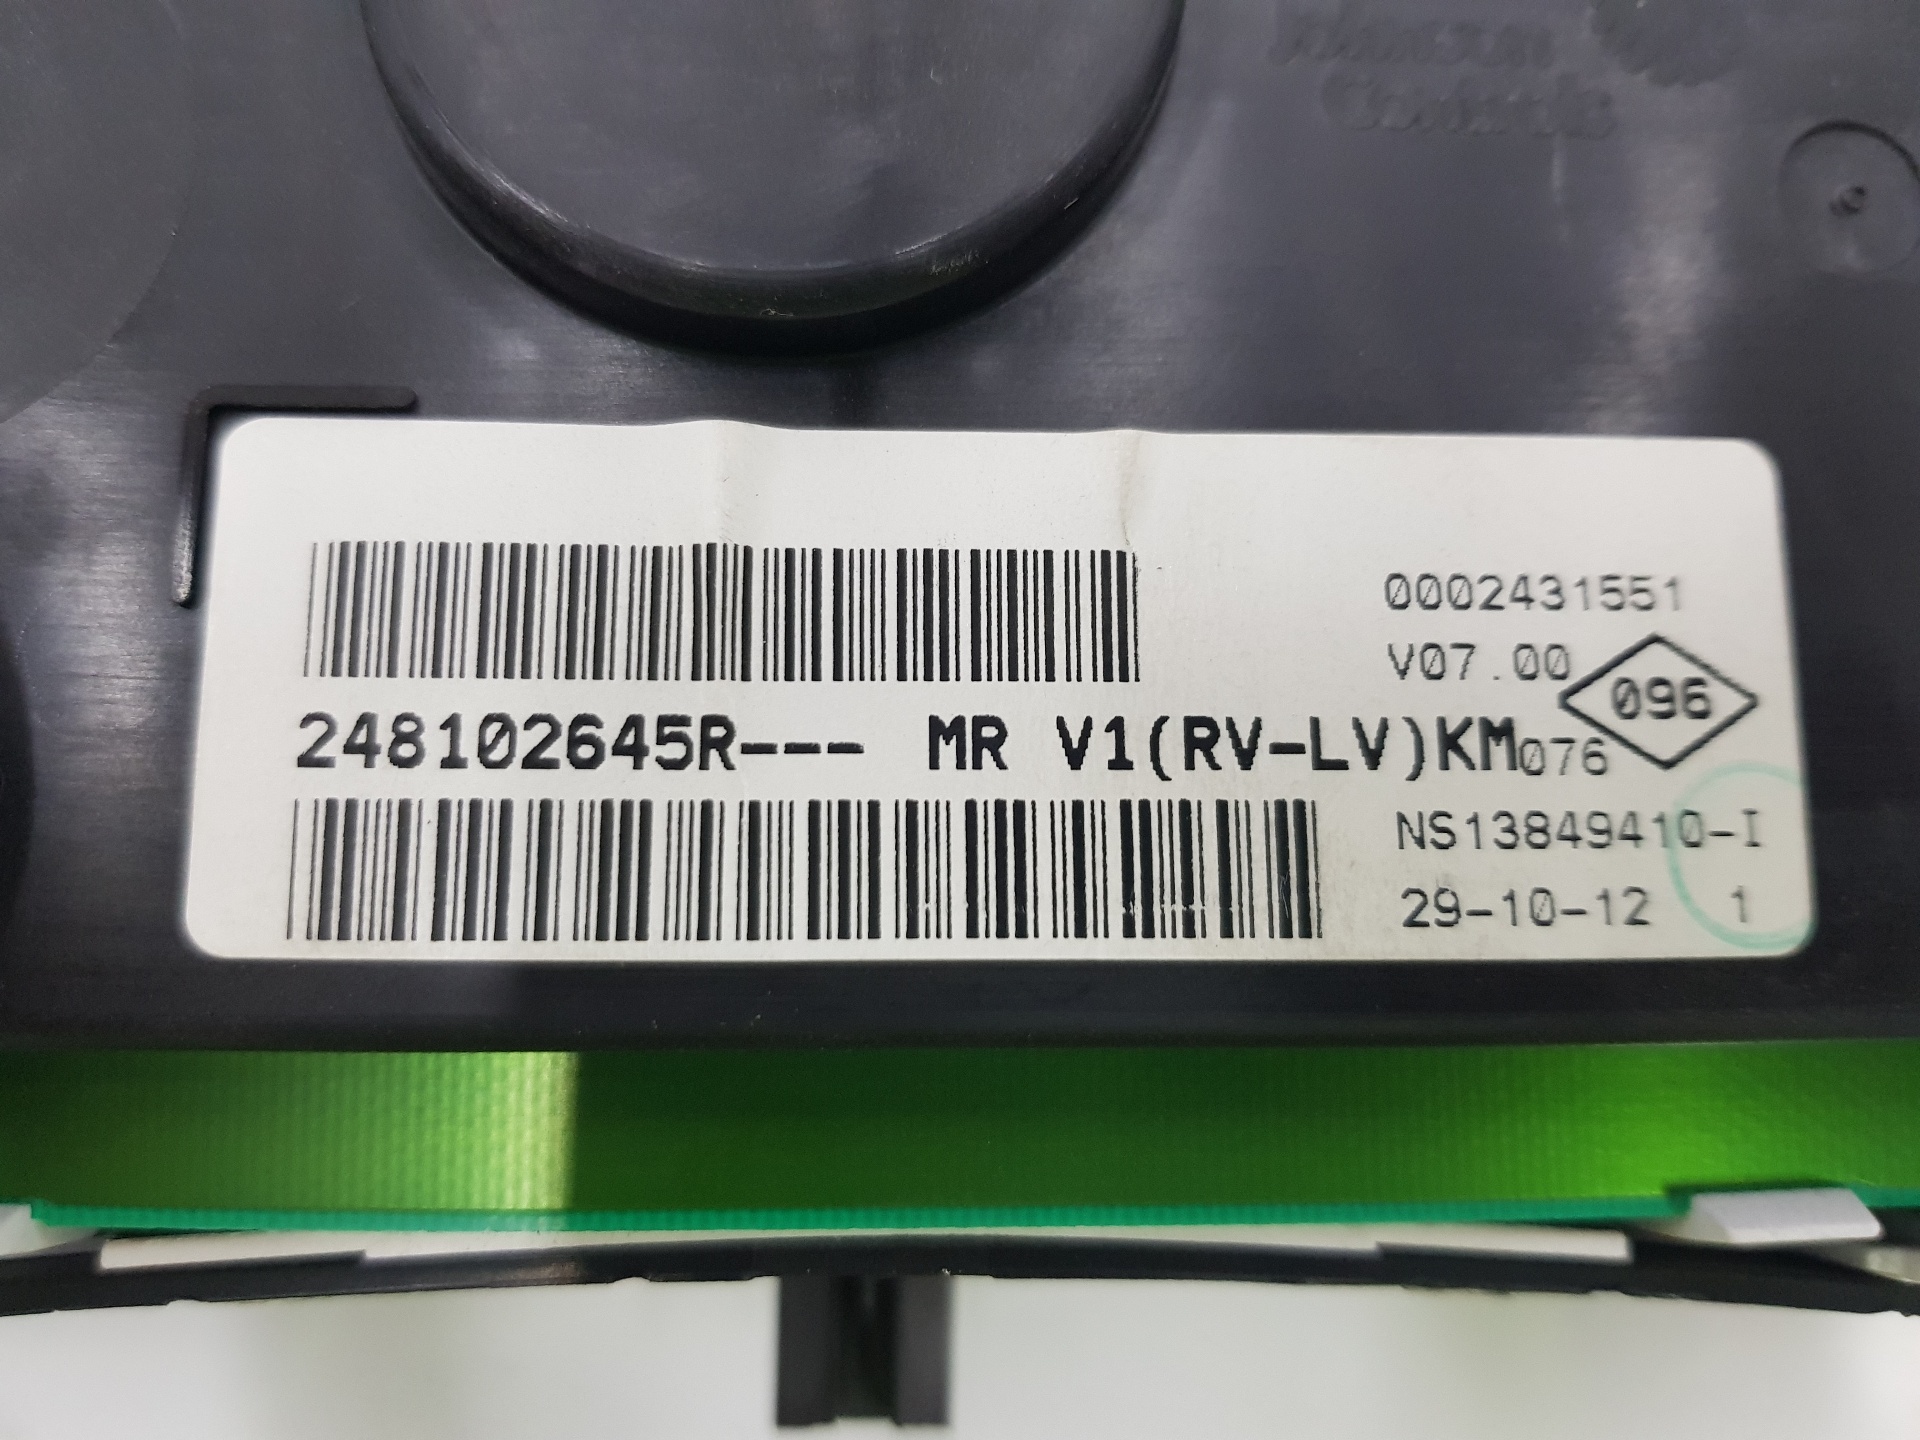 0002431551
V07.00
096
248102645R--- MR V1(RV-LV)KM076
NS13849410-I
29-10-12 1